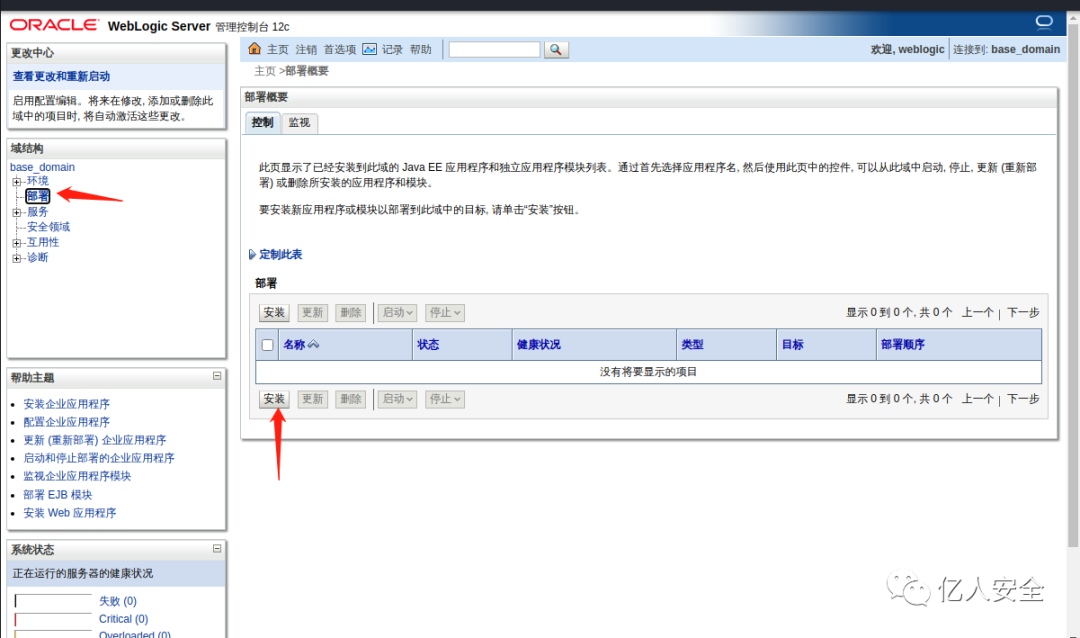 ORACLE WebLogic Server 管理控制台 12c
更改中心
查看更改和重新启动
启用配置编辑。将来在修改, 添加或删除此
域中的项目时, 将自动激活这些更改。
域结构
base_domain
环境
部署
服务
安全领域
互用性
诊断
帮助主题
安装企业应用程序
配置企业应用程序
更新 (重新部署) 企业应用程序
启动和停止部署的企业应用程序
监视企业应用程序模块
部署 EJB 模块
安装 Web 应用程序
系统状态
正在运行的服务器的健康状况
失败 (0)
Critical (0)
Overloaded (0)
主页 注销 首选项 记录 帮助
欢迎, weblogic 连接到: base_domain
主页 >部署概要
部署概要
控制 监视
此页显示了已经安装到此域的 Java EE 应用程序和独立应用程序模块列表。通过首先选择应用程序名, 然后使用此页中的控件, 可以从此域中启动, 停止, 更新 (重新部
署) 或删除所安装的应用程序和模块。
要安装新应用程序或模块以部署到此域中的目标, 请单击“安装”按钮。
定制此表
部署
安装 更新 删除 启动 停止 显示 0 到 0 个, 共 0 个 上一个 | 下一步
名称 状态 健康状况 类型 目标 部署顺序
没有将要显示的项目
安装 更新 删除 启动 停止 显示 0 到 0 个, 共 0 个 上一个 | 下一步
亿人安全